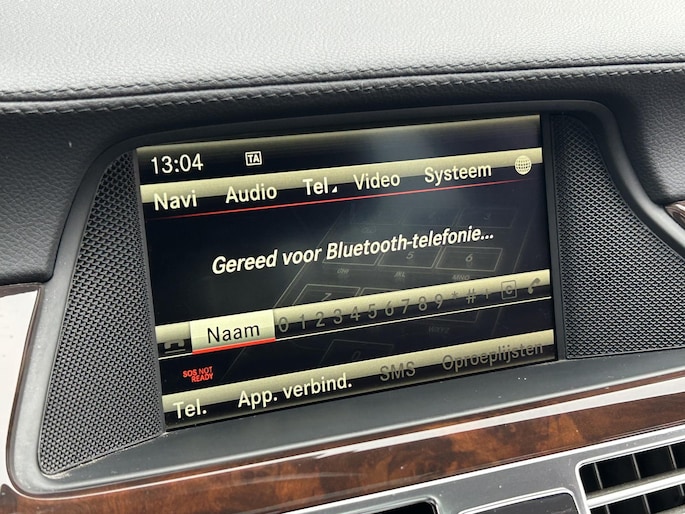 13:04 TA
Navi Audio Tel Video Systeem
Gereed voor Bluetooth-telefonie...
Naam 0 1 2 3 4 5 6 7 8 9 * # +
SOS NOT
READY
Tel. App. verbind. SMS Oproeplijsten